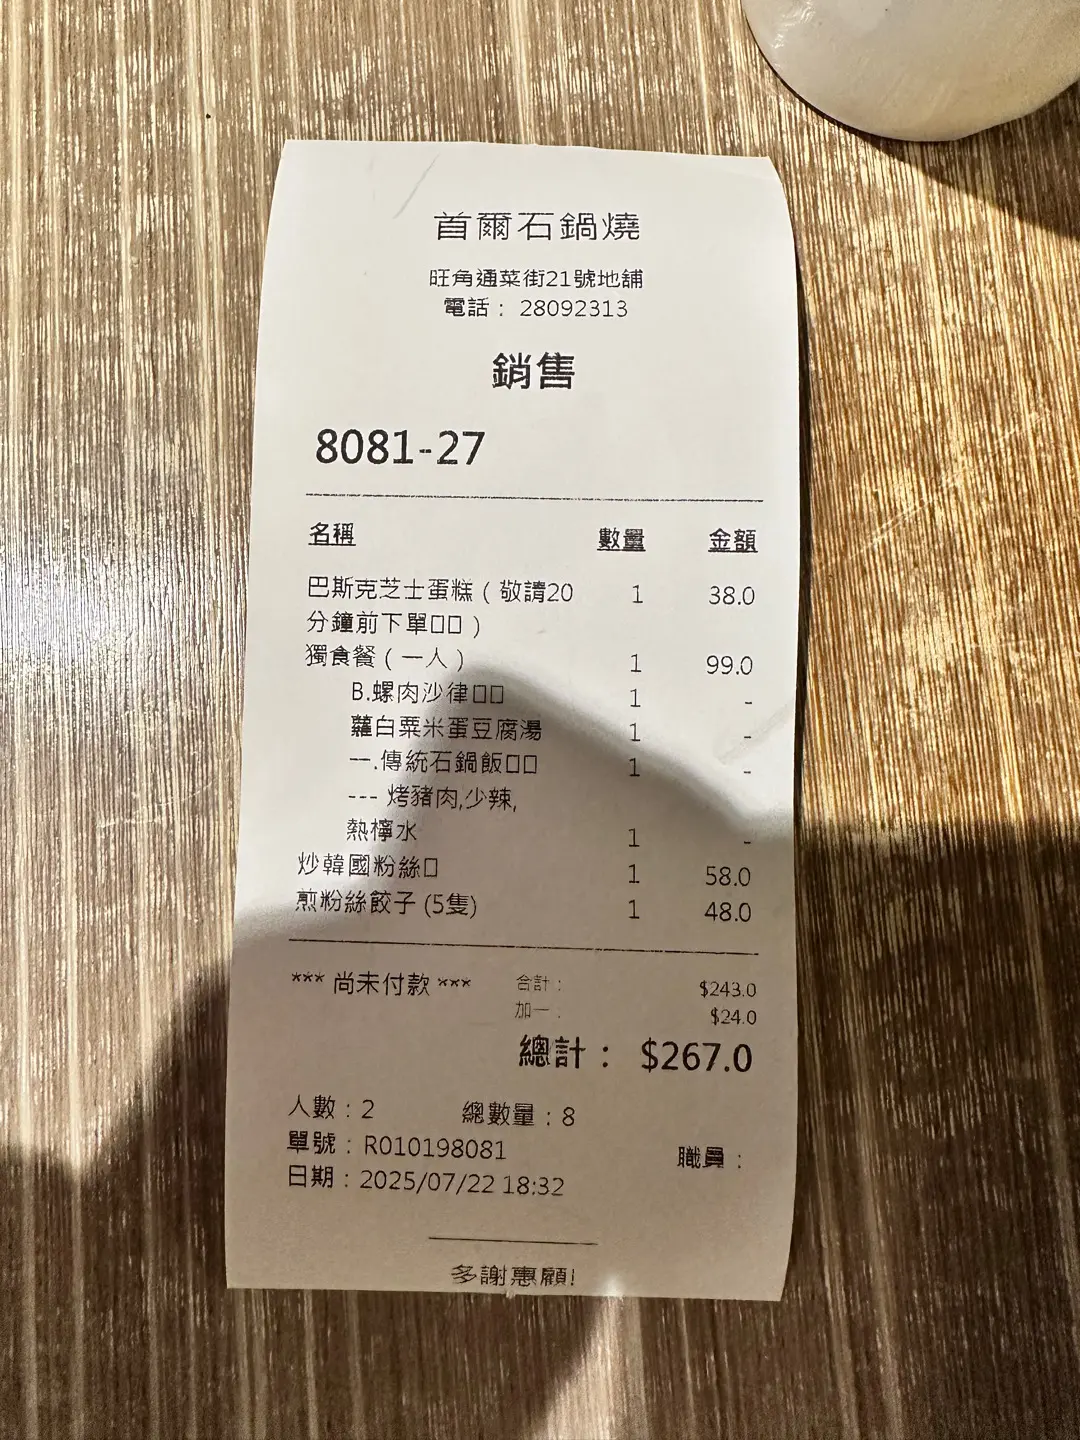 首爾石鍋燒
旺角通菜街21號地舖
電話： 28092313
銷售
8081-27
名稱 數量 金額
巴斯克芝士蛋糕（敬請20 1 38.0
分鐘前下單□□）
獨食餐（一人） 1 99.0
B.螺肉沙律□□ 1 -
蘿白粟米蛋豆腐湯 1 -
一.傳統石鍋飯□□ 1 -
--- 烤豬肉,少辣,
熱檸水 1 -
炒韓國粉絲□ 1 58.0
煎粉絲餃子 (5隻) 1 48.0
*** 尚未付款 *** 合計： $243.0
加一： $24.0
總計： $267.0
人數：2 總數量：8
單號：R010198081 職員：
日期：2025/07/22 18:32
多謝惠顧!